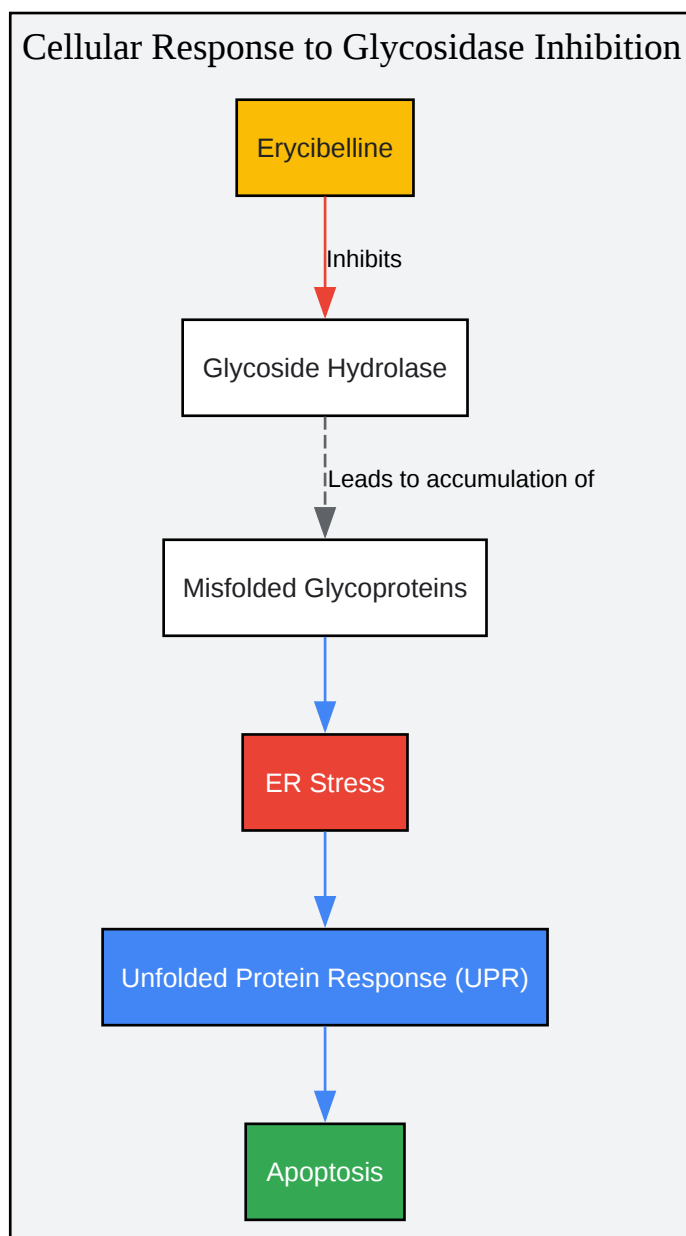 Cellular Response to Glycosidase Inhibition
Erycibelline
Inhibits
Glycoside Hydrolase
Leads to accumulation of
Misfolded Glycoproteins
ER Stress
Unfolded Protein Response (UPR)
Apoptosis